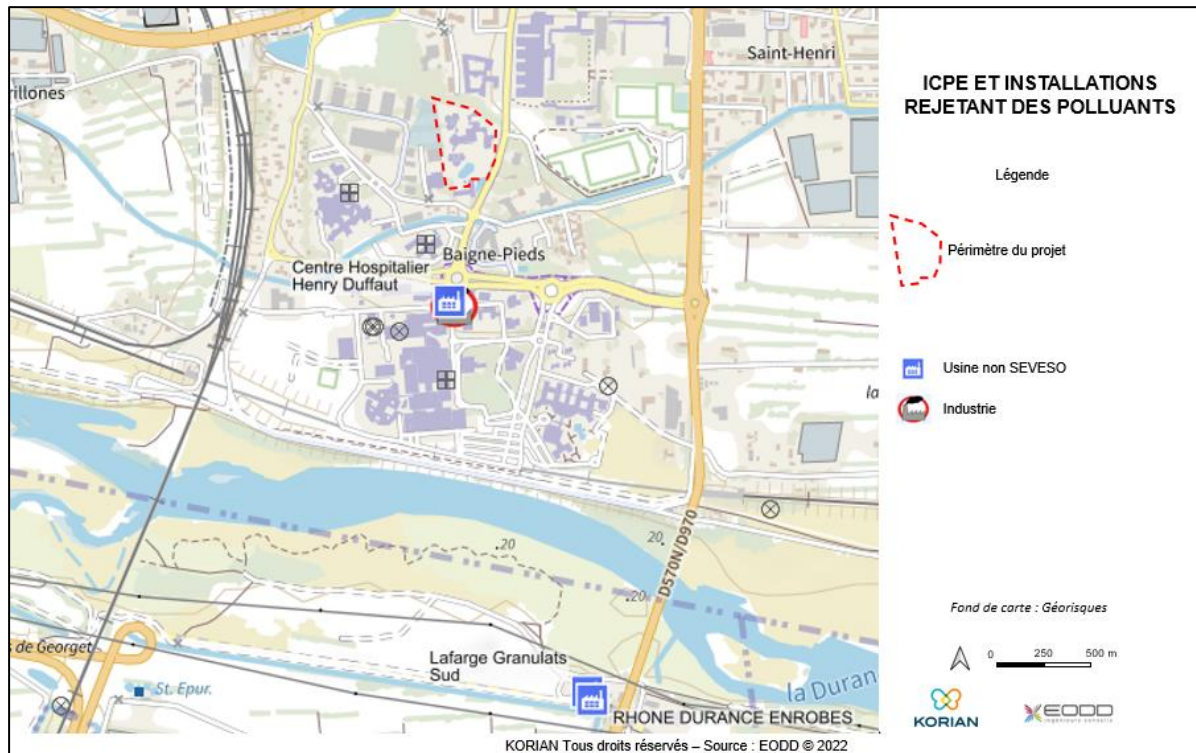 Saint-Henri
rillones
Baigne-Pieds
Centre Hospitalier
Henry Duffaut
la
.20
.20
D570N/D970
s de Georget
St. Epur.
Lafarge Granulats
Sud
la Duran
RHONE DURANCE ENROBES
ICPE ET INSTALLATIONS
REJETANT DES POLLUANTS
Légende
Périmètre du projet
Usine non SEVESO
Industrie
Fond de carte : Géorisques
0 250 500 m
KORIAN
EODD
ingénieurs conseils
KORIAN Tous droits réservés – Source : EODD © 2022